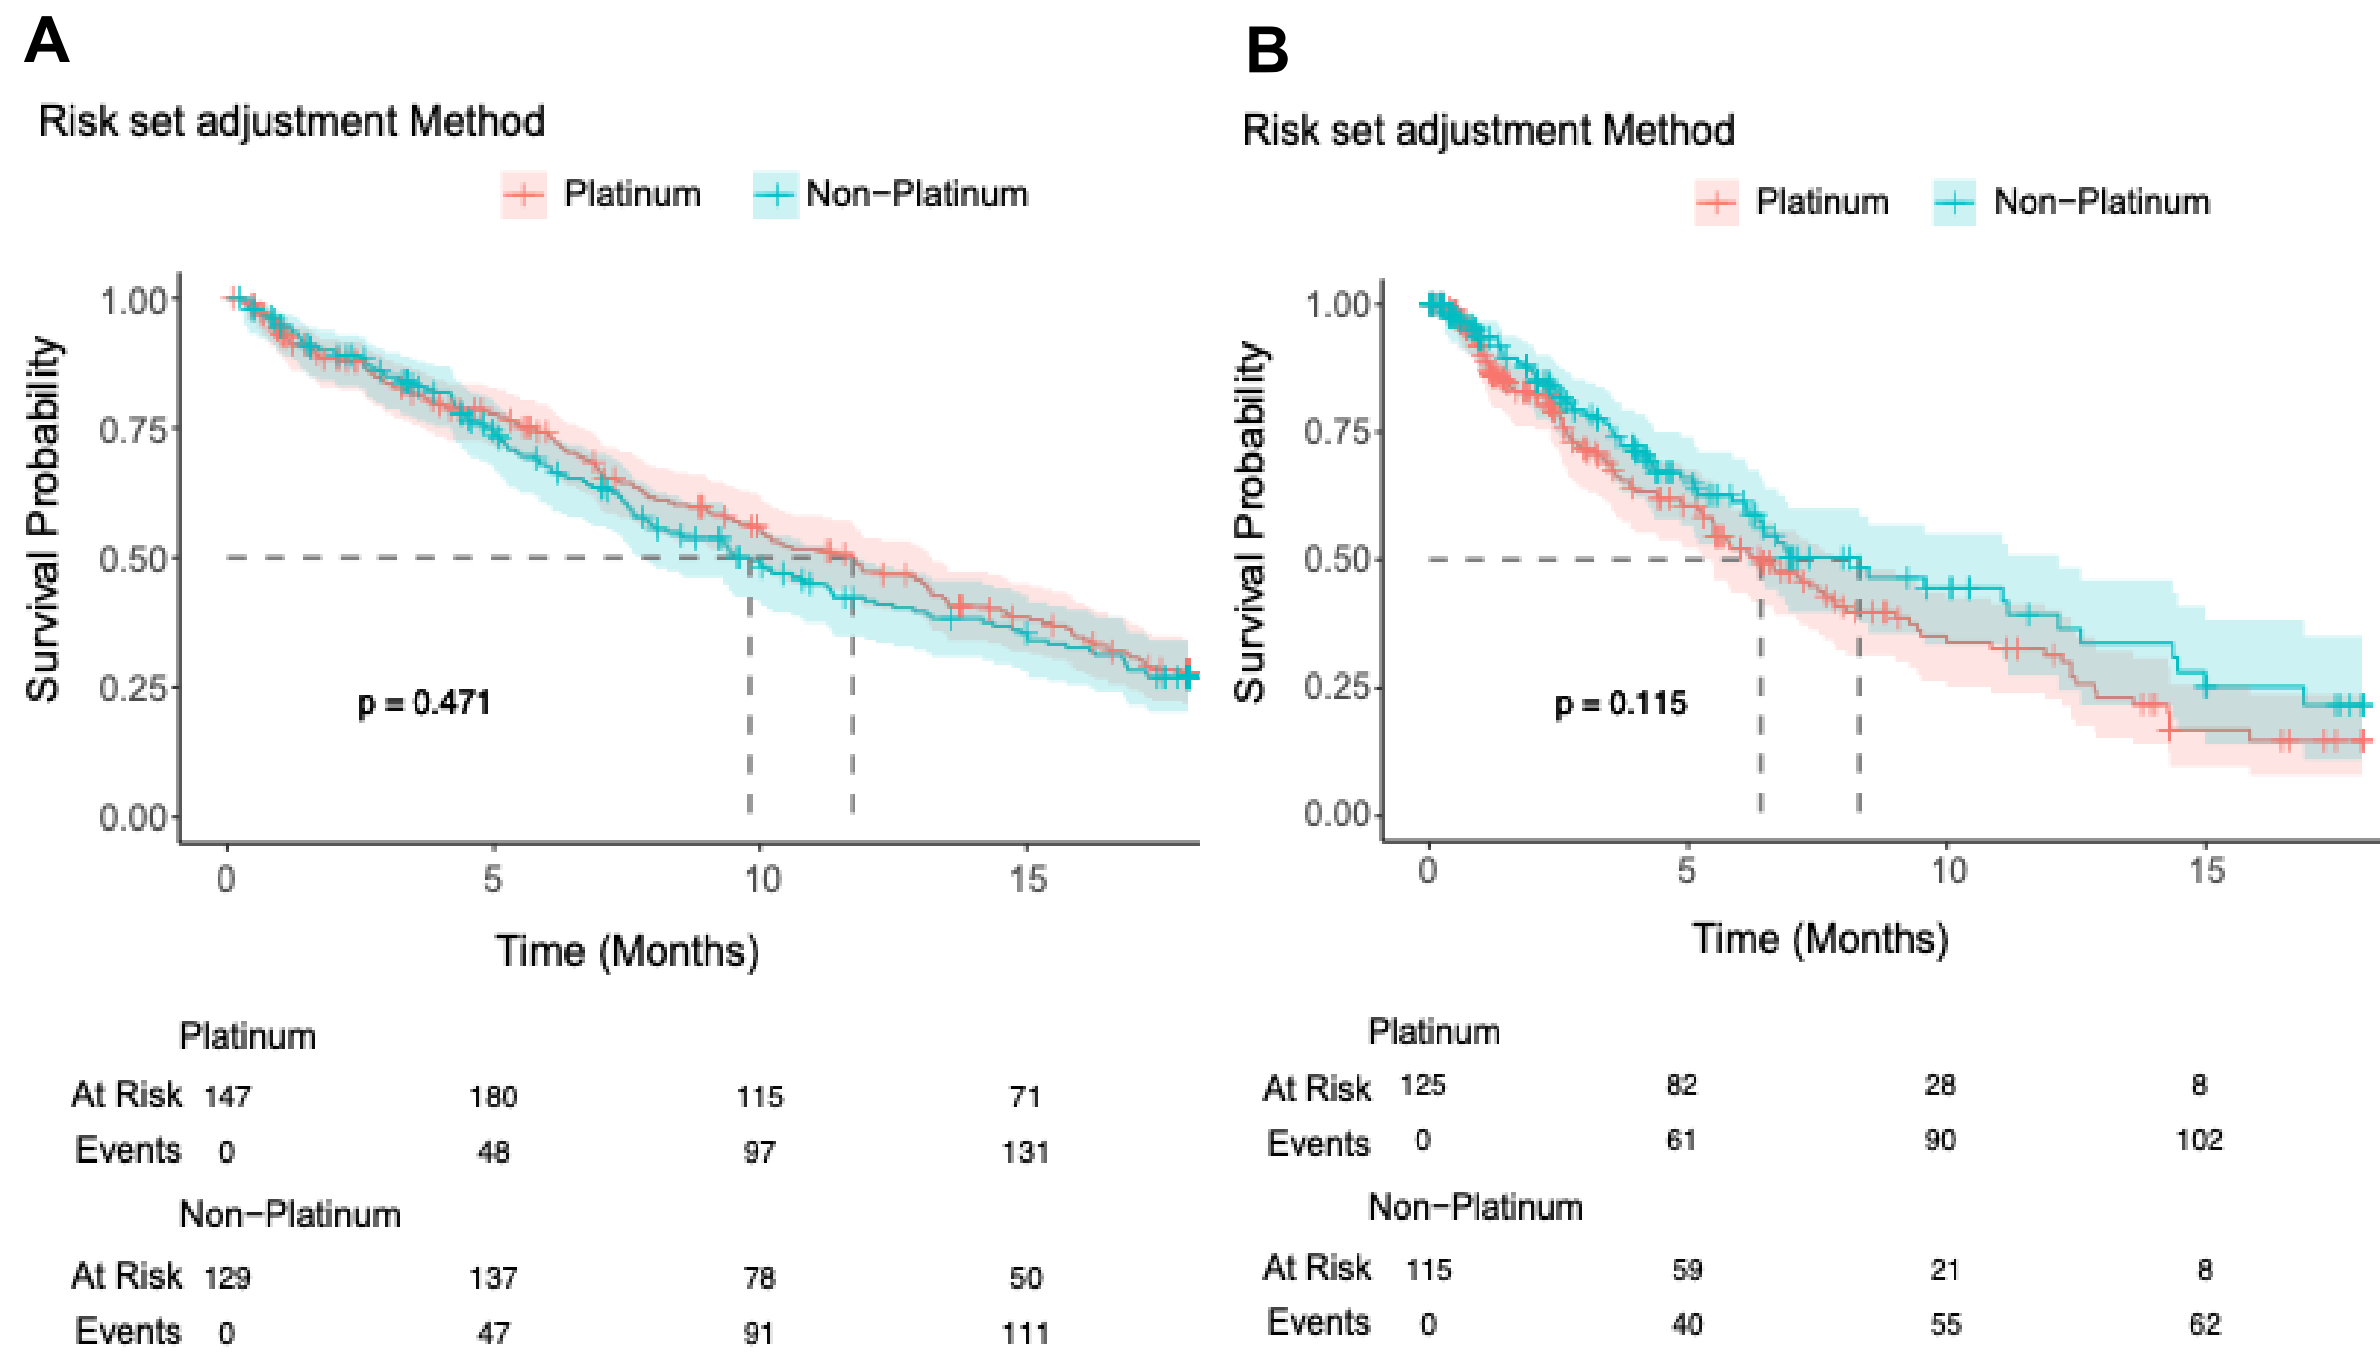 A
Risk set adjustment Method
Platinum
Non-Platinum
Survival Probability
1.00
0.75
0.50
0.25
0.00
p = 0.471
0 5 10 15
Time (Months)
Platinum
At Risk 147 180 115 71
Events 0 48 97 131
Non-Platinum
At Risk 129 137 78 50
Events 0 47 91 111
B
Risk set adjustment Method
Platinum
Non-Platinum
Survival Probability
1.00
0.75
0.50
0.25
0.00
p = 0.115
0 5 10 15
Time (Months)
Platinum
At Risk 125 82 28 8
Events 0 61 90 102
Non-Platinum
At Risk 115 59 21 8
Events 0 40 55 62